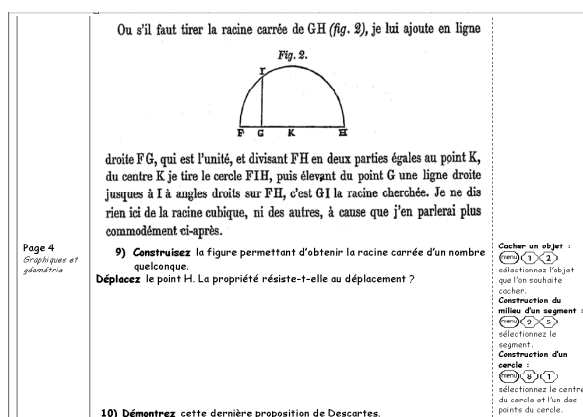 Ou s'il faut tirer la racine carrée de GH (fig. 2), je lui ajoute en ligne
Fig. 2.
I
F G K H
droite FG, qui est l'unité, et divisant FH en deux parties égales au point K,
du centre K je tire le cercle FIH, puis élevant du point G une ligne droite
jusques à I à angles droits sur FH, c'est GI la racine cherchée. Je ne dis
rien ici de la racine cubique, ni des autres, à cause que j'en parlerai plus
commodément ci-après.
Page 4
Graphiques et
géométrie
9) Construisez la figure permettant d'obtenir la racine carrée d'un nombre
quelconque.
Déplacez le point H. La propriété résiste-t-elle au déplacement ?
10) Démontrez cette dernière proposition de Descartes.
Cacher un objet :
menu 1 2
sélectionnez l'objet
que l'on souhaite
cacher.
Construction du
milieu d'un segment :
menu 9 5
sélectionnez le
segment.
Construction d'un
cercle :
menu 8 1
sélectionnez le centre
du cercle et l'un des
points du cercle.